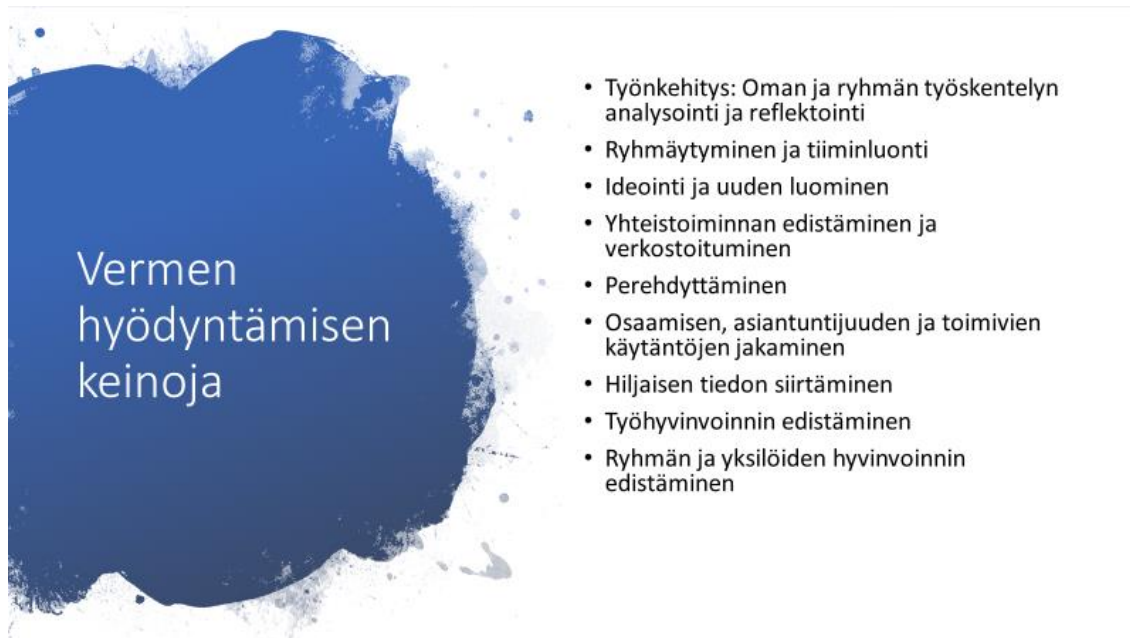 Vermen
hyödyntämisen
keinoja
• Työnkehitys: Oman ja ryhmän työskentelyn
analysointi ja reflektointi
• Ryhmäytyminen ja tiiminluonti
• Ideointi ja uuden luominen
• Yhteistoiminnan edistäminen ja
verkostoituminen
• Perehdyttäminen
• Osaamisen, asiantuntijuuden ja toimivien
käytäntöjen jakaminen
• Hiljaisen tiedon siirtäminen
• Työhyvinvoinnin edistäminen
• Ryhmän ja yksilöiden hyvinvoinnin
edistäminen